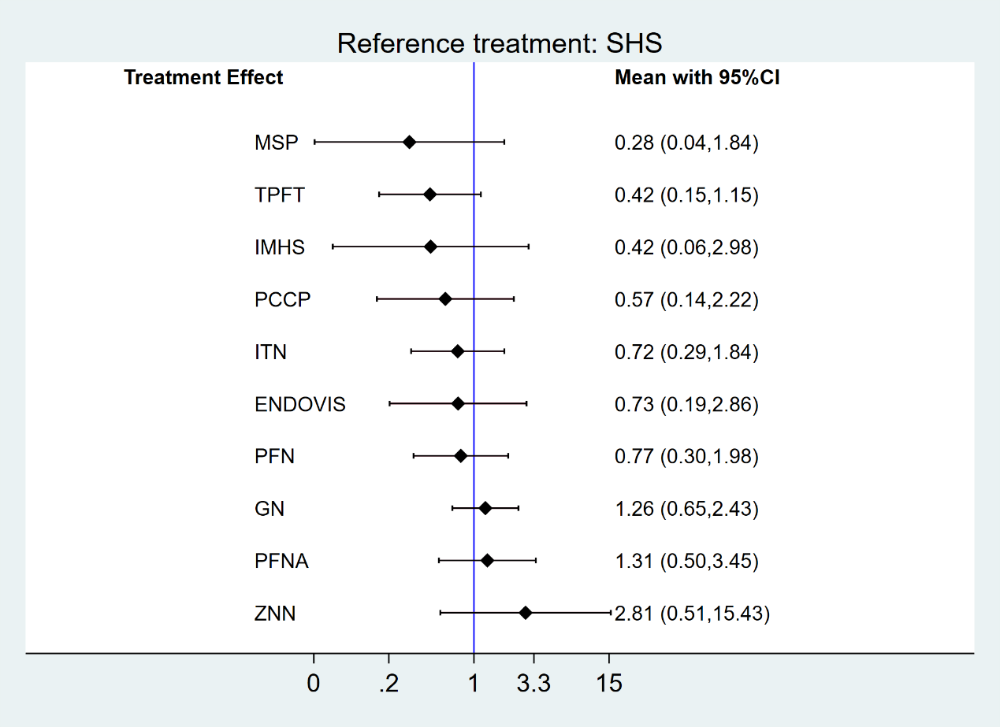 Reference treatment: SHS
Treatment Effect Mean with 95%CI
MSP 0.28 (0.04,1.84)
TPFT 0.42 (0.15,1.15)
IMHS 0.42 (0.06,2.98)
PCCP 0.57 (0.14,2.22)
ITN 0.72 (0.29,1.84)
ENDOVIS 0.73 (0.19,2.86)
PFN 0.77 (0.30,1.98)
GN 1.26 (0.65,2.43)
PFNA 1.31 (0.50,3.45)
ZNN 2.81 (0.51,15.43)
0 .2 1 3.3 15